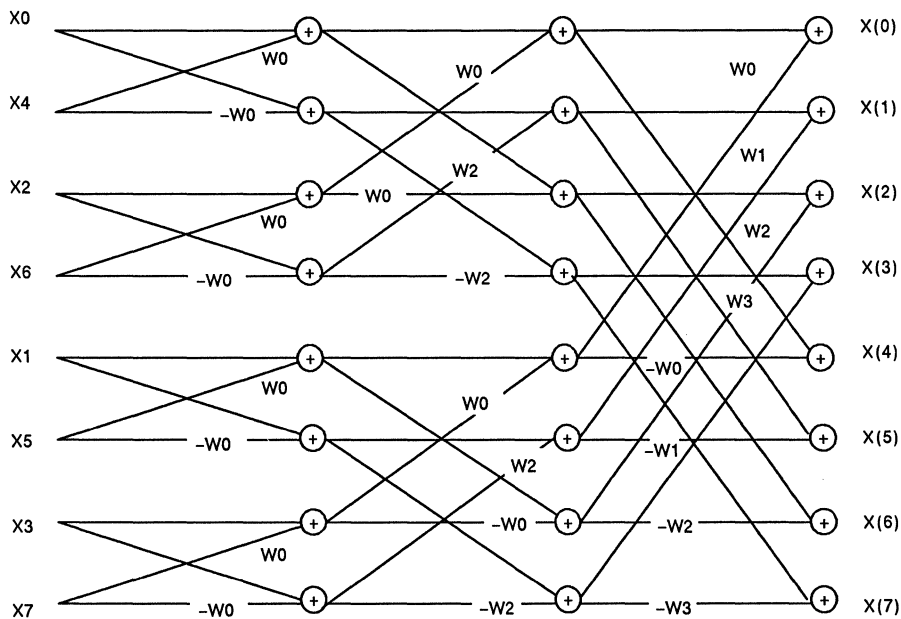 X0 X(0)
W0 W0 W0
X4 -W0 X(1)
W1
X2 W2 W0 X(2)
W0 W2
X6 -W0 -W2 X(3)
W3
X1 X(4)
W0 W0 -W0
X5 -W0 -W1 X(5)
W2
X3 -W0 -W2 X(6)
W0
X7 -W0 -W2 -W3 X(7)